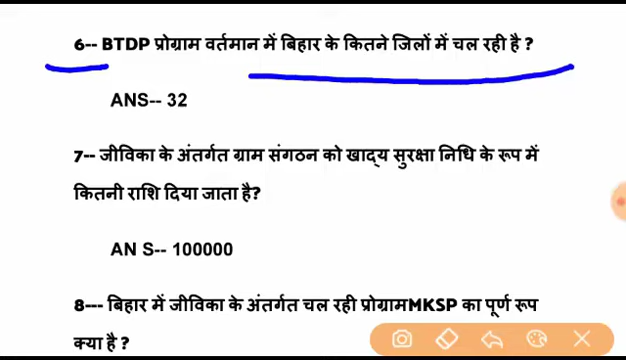 6-- BTDP प्रोग्राम वर्तमान में बिहार के कितने जिलों में चल रही है ?
ANS-- 32
7-- जीविका के अंतर्गत ग्राम संगठन को खाद्य सुरक्षा निधि के रूप में
कितनी राशि दिया जाता है?
AN S-- 100000
8--- बिहार में जीविका के अंतर्गत चल रही प्रोग्रामMKSP का पूर्ण रूप
क्या है ?